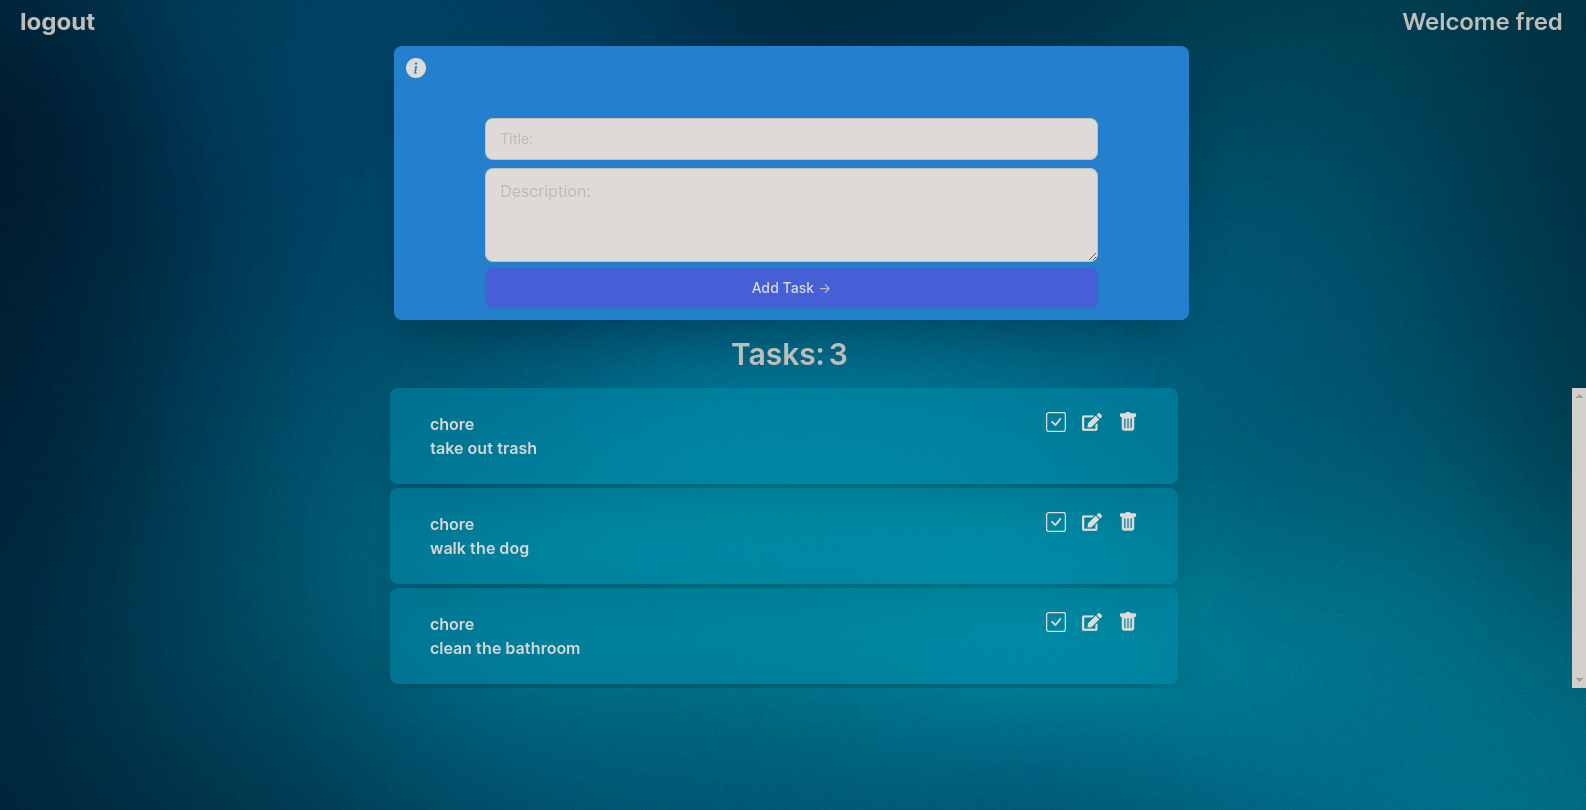 logout
Welcome fred
Title:
Description:
Add Task →
Tasks: 3
chore
take out trash
chore
walk the dog
chore
clean the bathroom